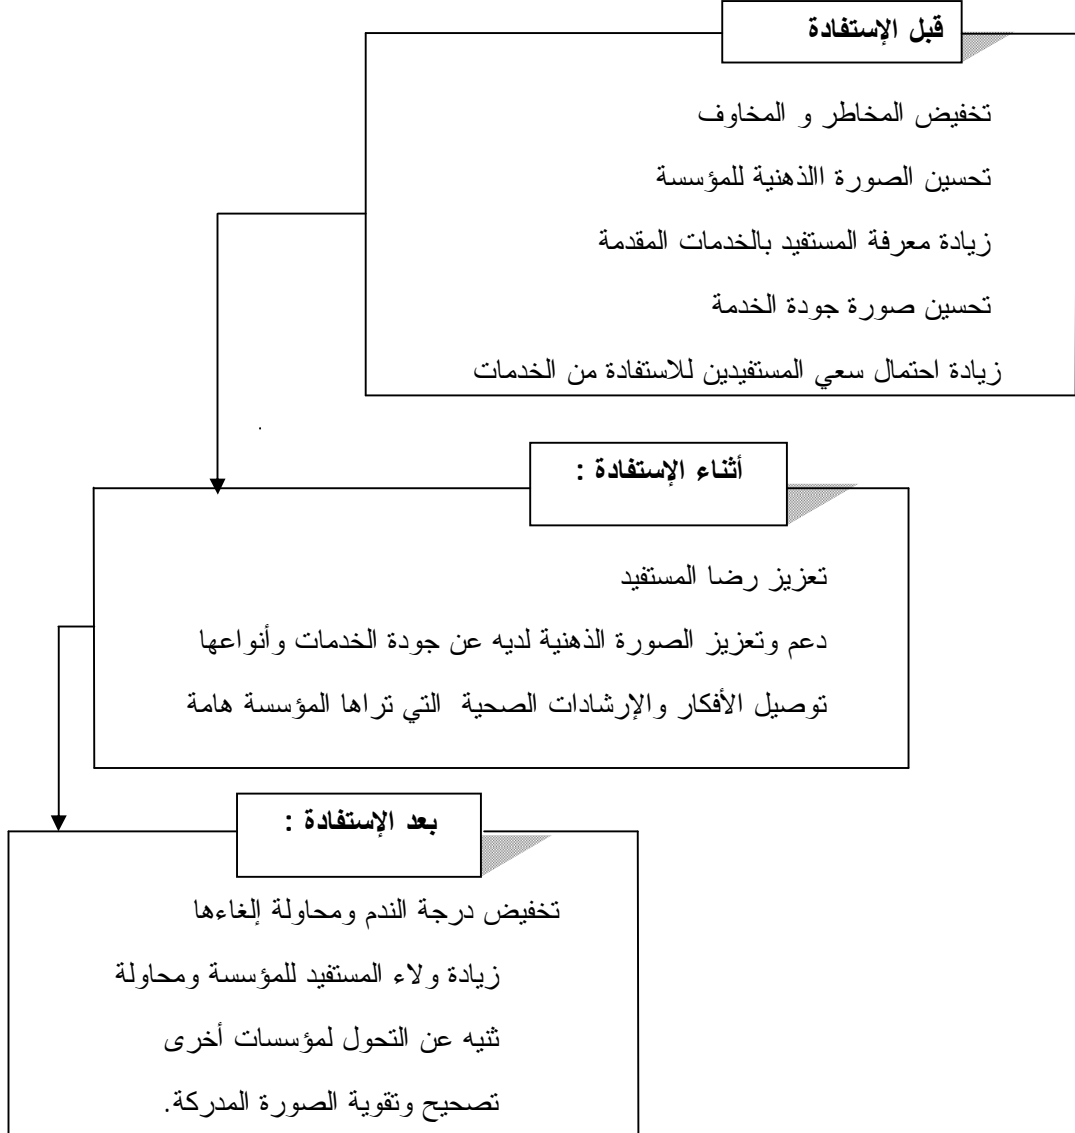 قبل الإستفادة
تخفيض المخاطر و المخاوف
تحسين الصورة االذهنية للمؤسسة
زيادة معرفة المستفيد بالخدمات المقدمة
تحسين صورة جودة الخدمة
زيادة احتمال سعي المستفيدين للاستفادة من الخدمات
أثناء الإستفادة :
تعزيز رضا المستفيد
دعم وتعزيز الصورة الذهنية لديه عن جودة الخدمات وأنواعها
توصيل الأفكار والإرشادات الصحية التي تراها المؤسسة هامة
بعد الإستفادة :
تخفيض درجة الندم ومحاولة إلغاءها
زيادة ولاء المستفيد للمؤسسة ومحاولة
ثنيه عن التحول لمؤسسات أخرى
تصحيح وتقوية الصورة المدركة.